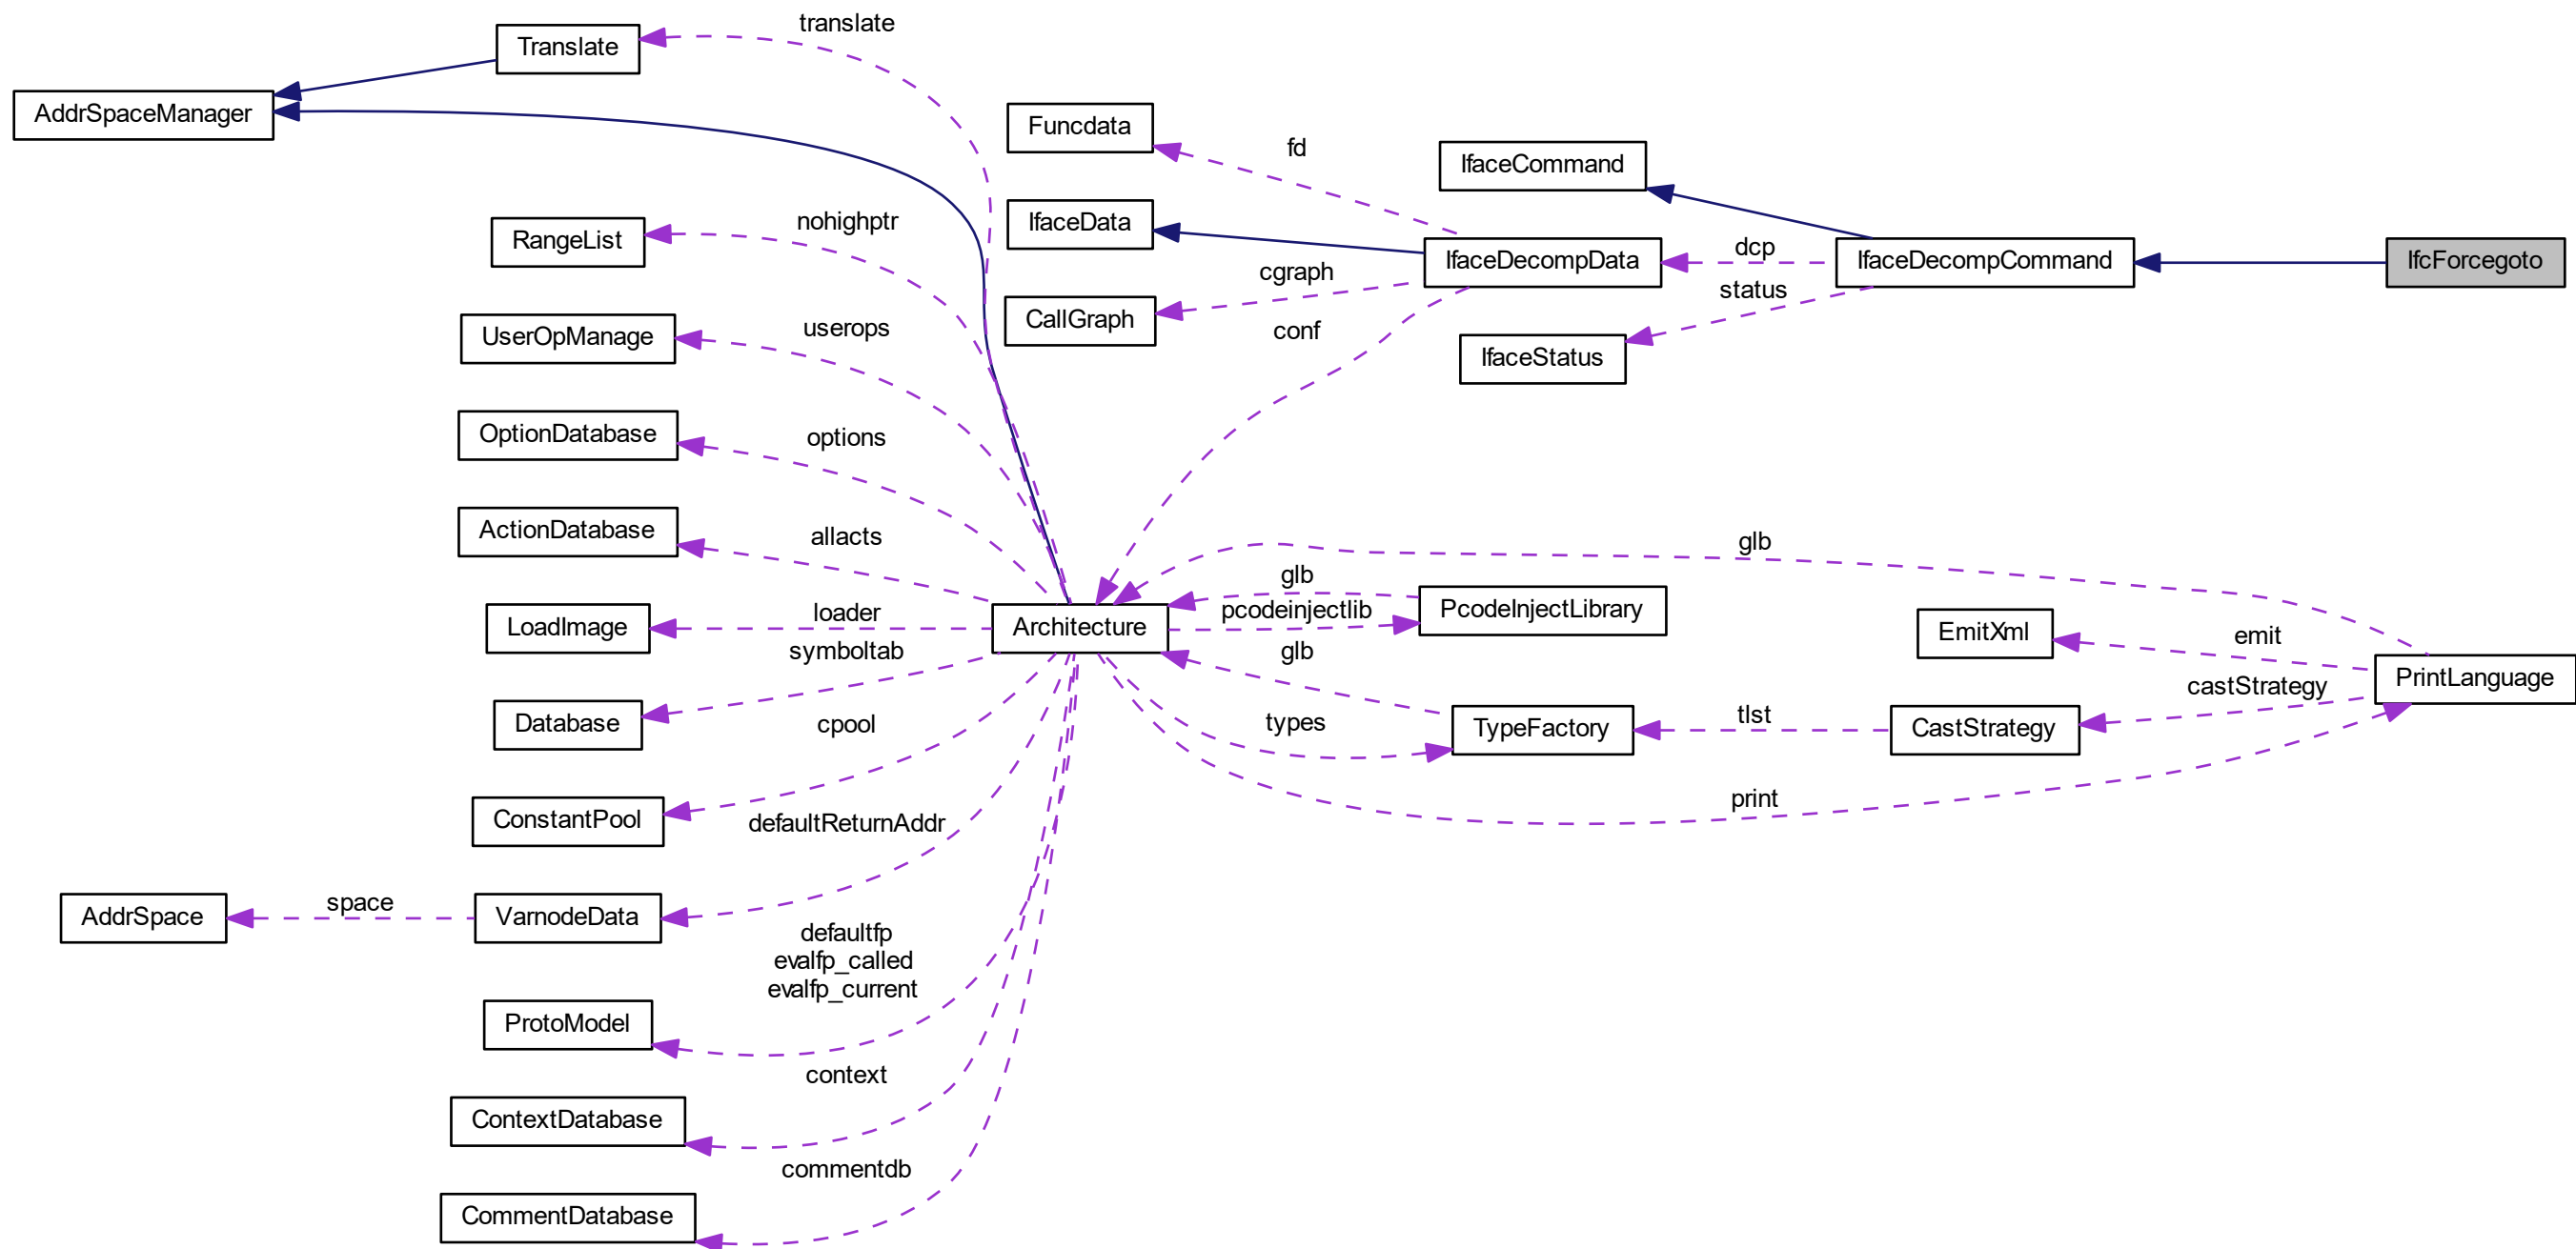 translate
Translate
AddrSpaceManager
Funcdata
fd
IfaceCommand
nohighptr
RangeList
IfaceData
IfaceDecompData
dcp
IfaceDecompCommand
IfcForcegoto
cgraph
status
CallGraph
conf
userops
UserOpManage
IfaceStatus
options
OptionDatabase
allacts
ActionDatabase
glb
glb
pcodeinjectlib
PcodeInjectLibrary
loader
LoadImage
Architecture
EmitXml
emit
symboltab
glb
PrintLanguage
castStrategy
Database
cpool
types
TypeFactory
tlst
CastStrategy
print
ConstantPool
defaultReturnAddr
AddrSpace
space
VarnodeData
defaultfp
evalfp_called
evalfp_current
ProtoModel
context
ContextDatabase
commentdb
CommentDatabase